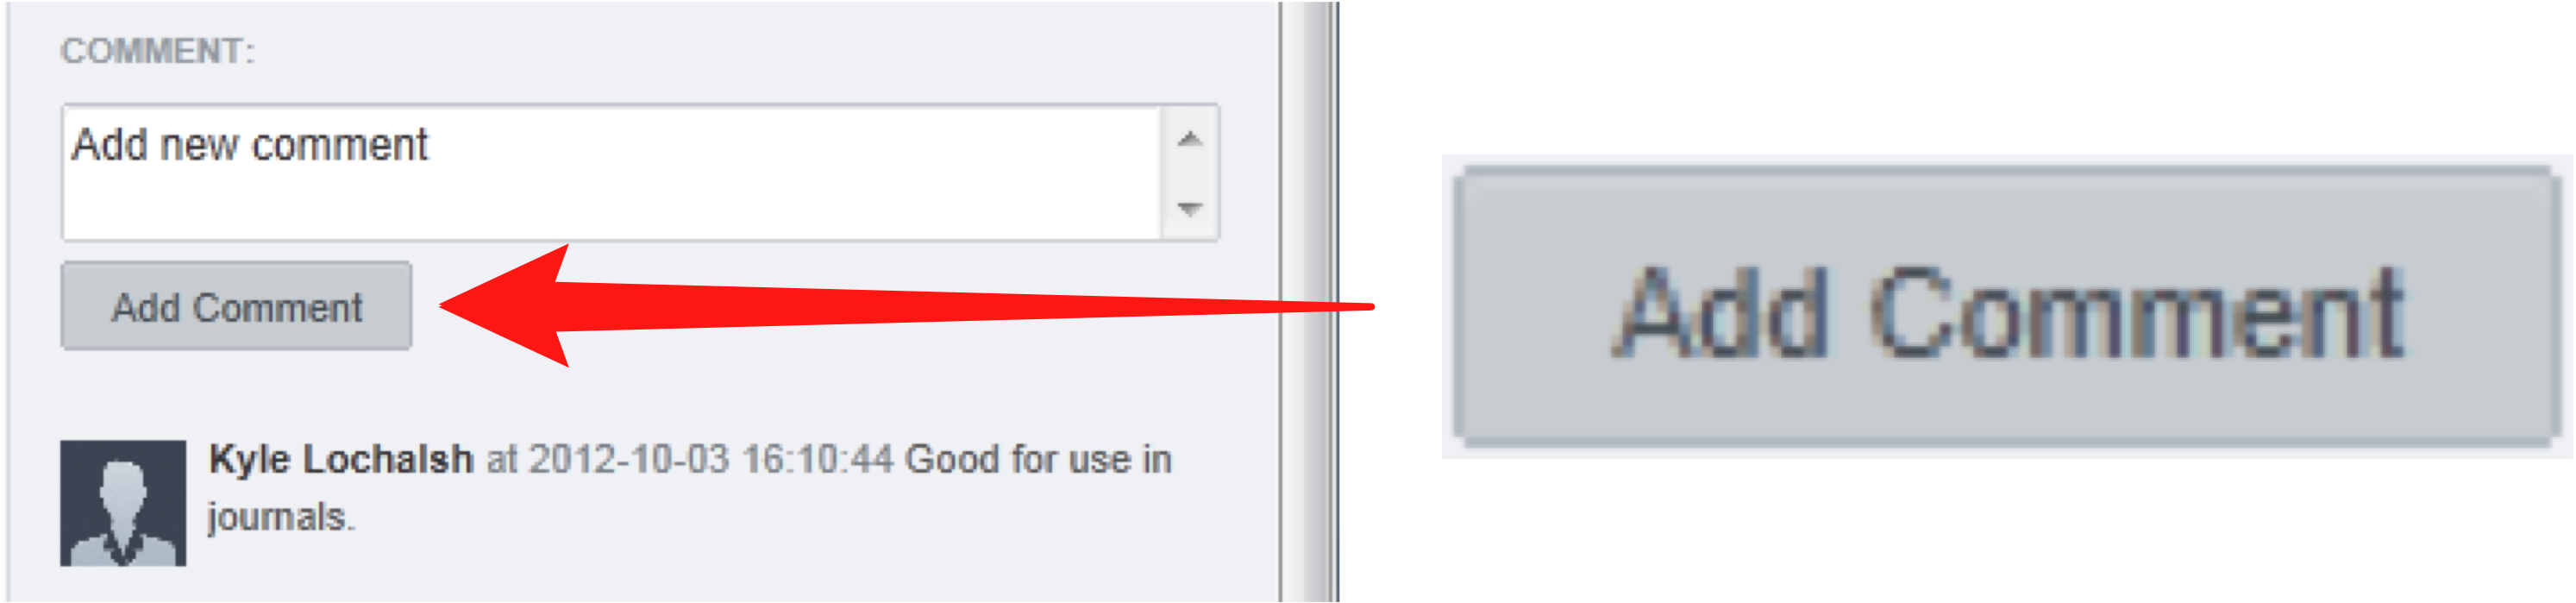 COMMENT:
Add new comment
Add Comment
Kyle Lochalsh at 2012-10-03 16:10:44 Good for use in
journals.
Add Comment